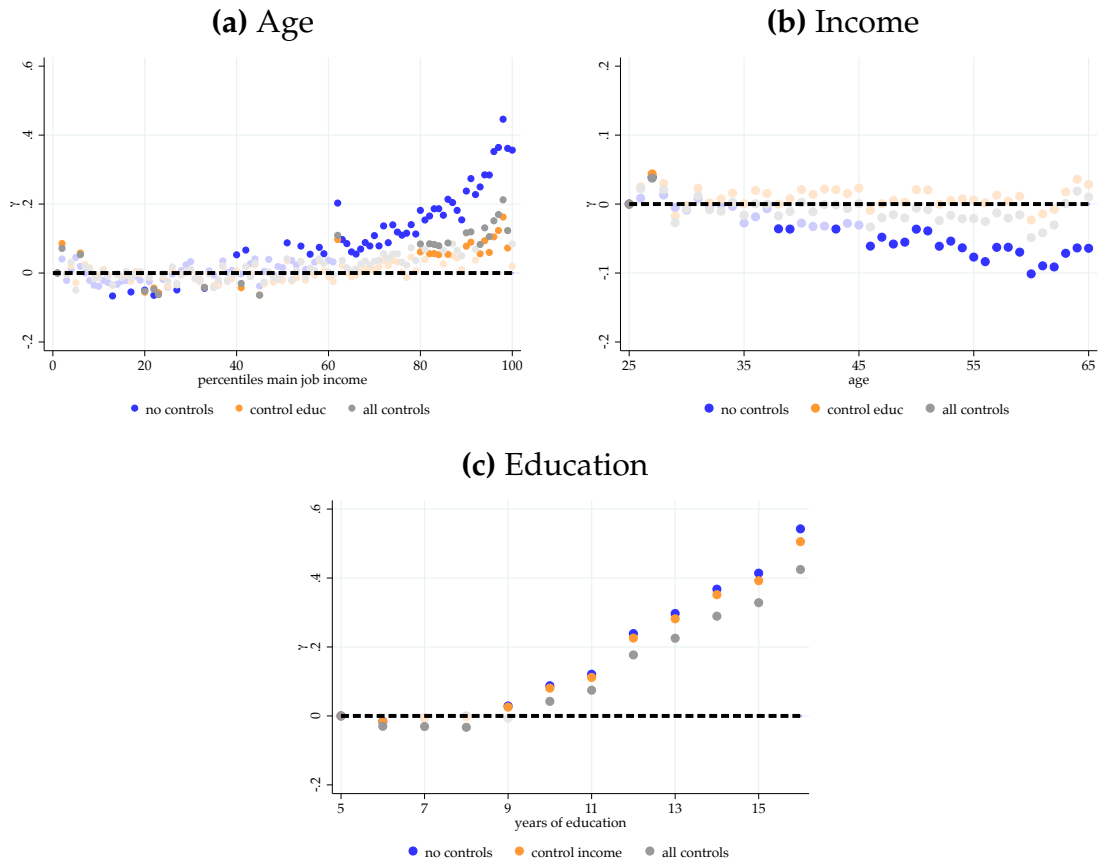 (a) Age
(b) Income
.6
.4
.2
0
-.2
γ
0 20 40 60 80 100
percentiles main job income
no controls control educ all controls
.2
.1
0
-.1
-.2
γ
25 35 45 55 65
age
no controls control educ all controls
(c) Education
.6
.4
.2
0
-.2
γ
5 7 9 11 13 15
years of education
no controls control income all controls